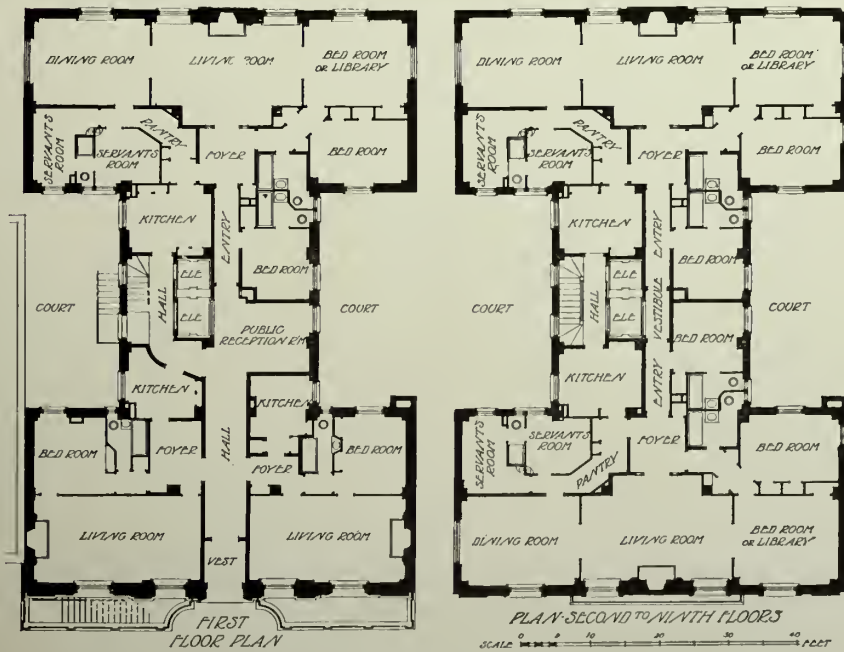 DINING ROOM
LIVING ROOM
BED ROOM
OR LIBRARY
SERVANTS
ROOM
SERVANTS
ROOM
PANTRY
FOYER
BED ROOM
KITCHEN
ENTRY
BED ROOM
COURT
HALL
ELE
ELE
PUBLIC
RECEPTION R'M
COURT
KITCHEN
KITCHEN
HALL
BED ROOM
FOYER
FOYER
BED ROOM
LIVING ROOM
LIVING ROOM
VEST
FIRST
FLOOR PLAN
DINING ROOM
LIVING ROOM
BED ROOM
OR LIBRARY
SERVANTS
ROOM
SERVANTS
ROOM
PANTRY
FOYER
BED ROOM
KITCHEN
ENTRY
BED ROOM
COURT
HALL
ELE
ELE
VESTIBULE
BED ROOM
COURT
KITCHEN
ENTRY
SERVANTS
ROOM
SERVANTS
ROOM
PANTRY
FOYER
BED ROOM
DINING ROOM
LIVING ROOM
BED ROOM
OR LIBRARY
PLAN-SECOND TO NINTH FLOORS
SCALE 0 5 10 20 30 40 FEET